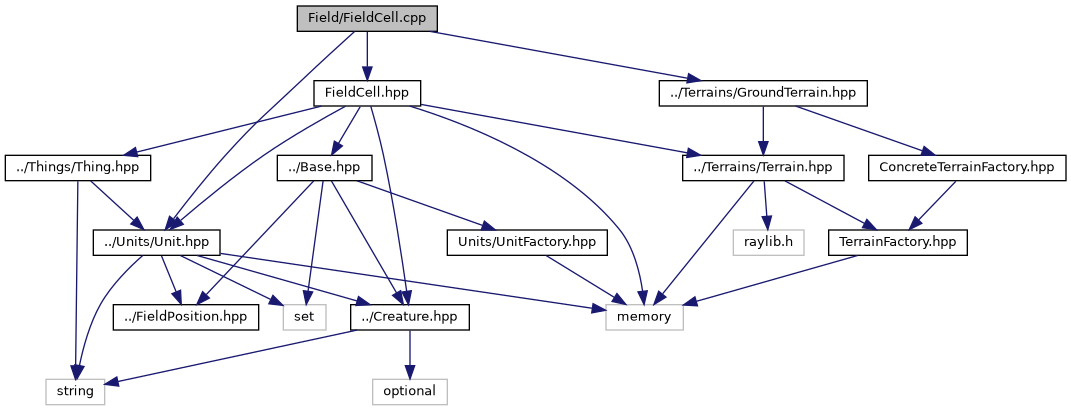 Field/FieldCell.cpp
FieldCell.hpp
../Terrains/GroundTerrain.hpp
../Things/Thing.hpp
../Base.hpp
../Terrains/Terrain.hpp
ConcreteTerrainFactory.hpp
../Units/Unit.hpp
Units/UnitFactory.hpp
raylib.h
TerrainFactory.hpp
../FieldPosition.hpp
set
../Creature.hpp
memory
string
optional